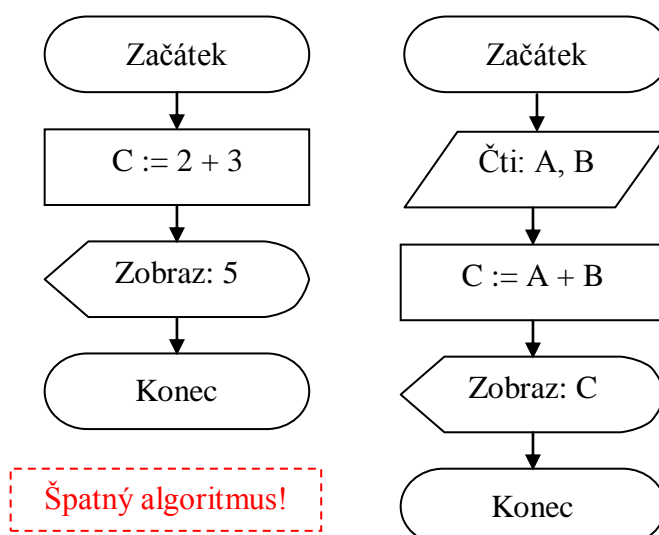 Začátek
C := 2 + 3
Zobraz: 5
Konec
Špatný algoritmus!
Začátek
Čti: A, B
C := A + B
Zobraz: C
Konec